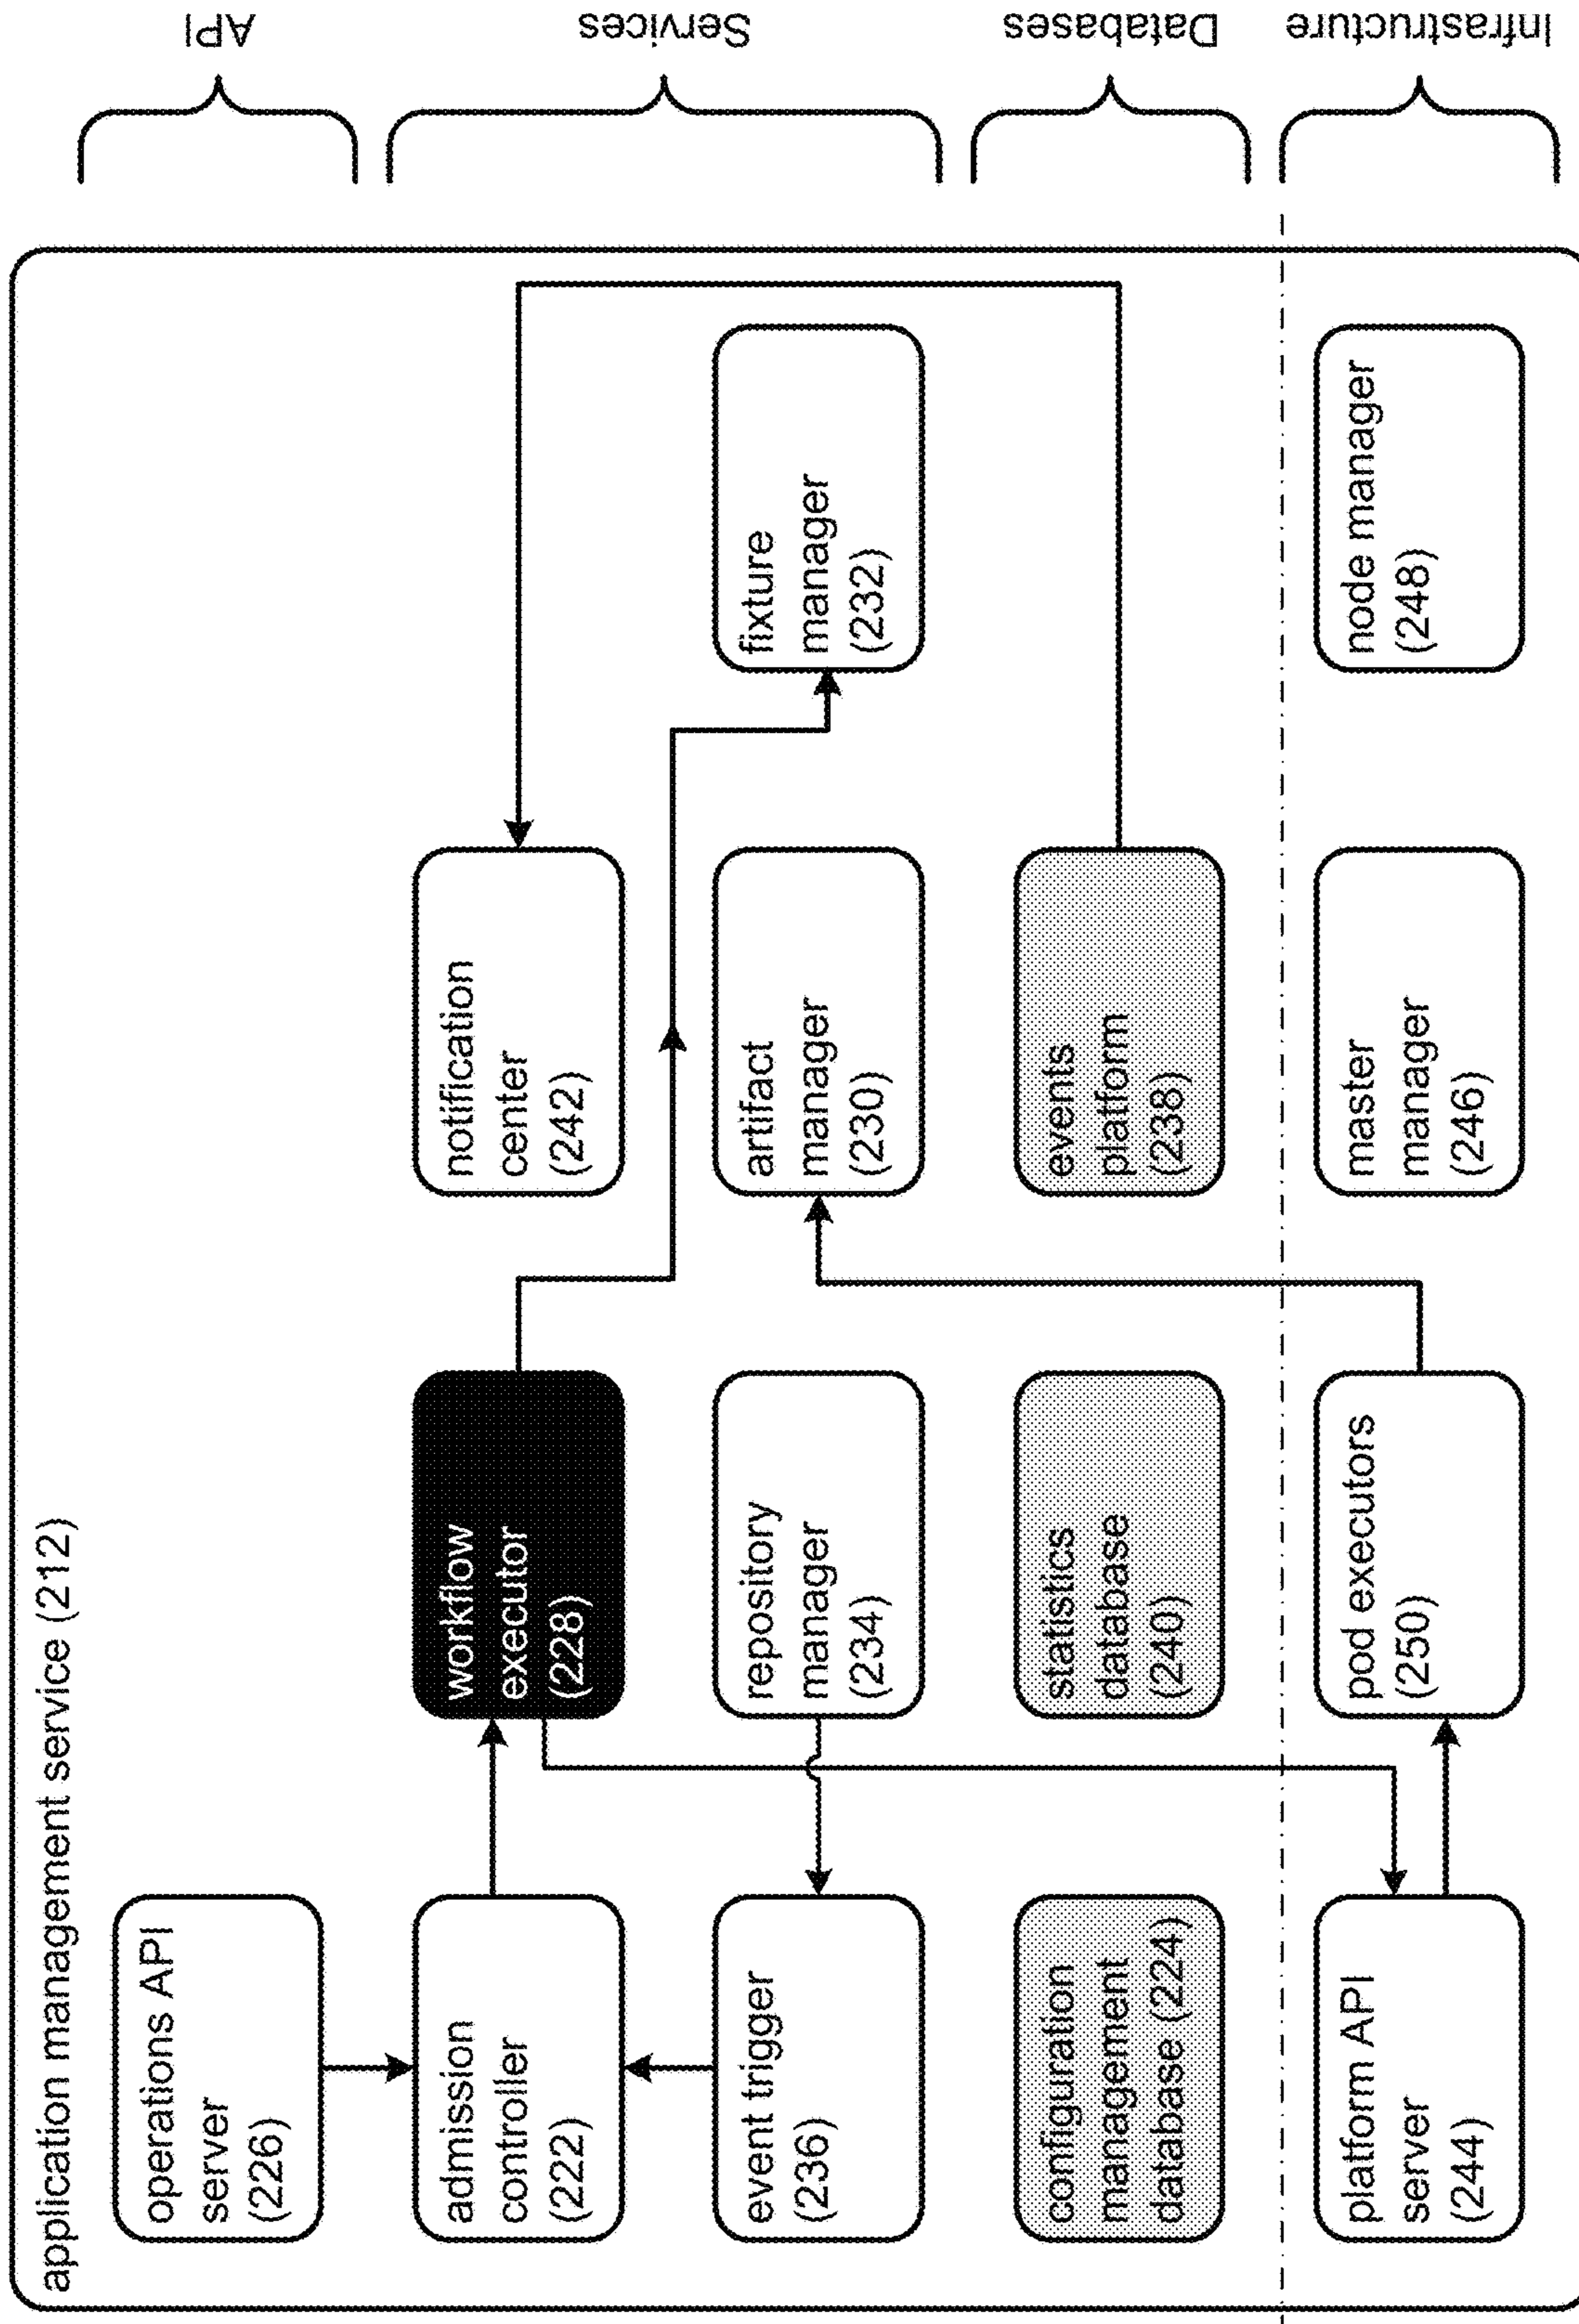 application management service (212)
operations API
server
(226)
API
admission
controller
(222)
workflow
executor
(228)
notification
center
(242)
Services
event trigger
(236)
repository
manager
(234)
artifact
manager
(230)
fixture
manager
(232)
configuration
management
database (224)
statistics
database
(240)
events
platform
(238)
Databases
platform API
server
(244)
pod executors
(250)
master
manager
(246)
node manager
(248)
Infrastructure